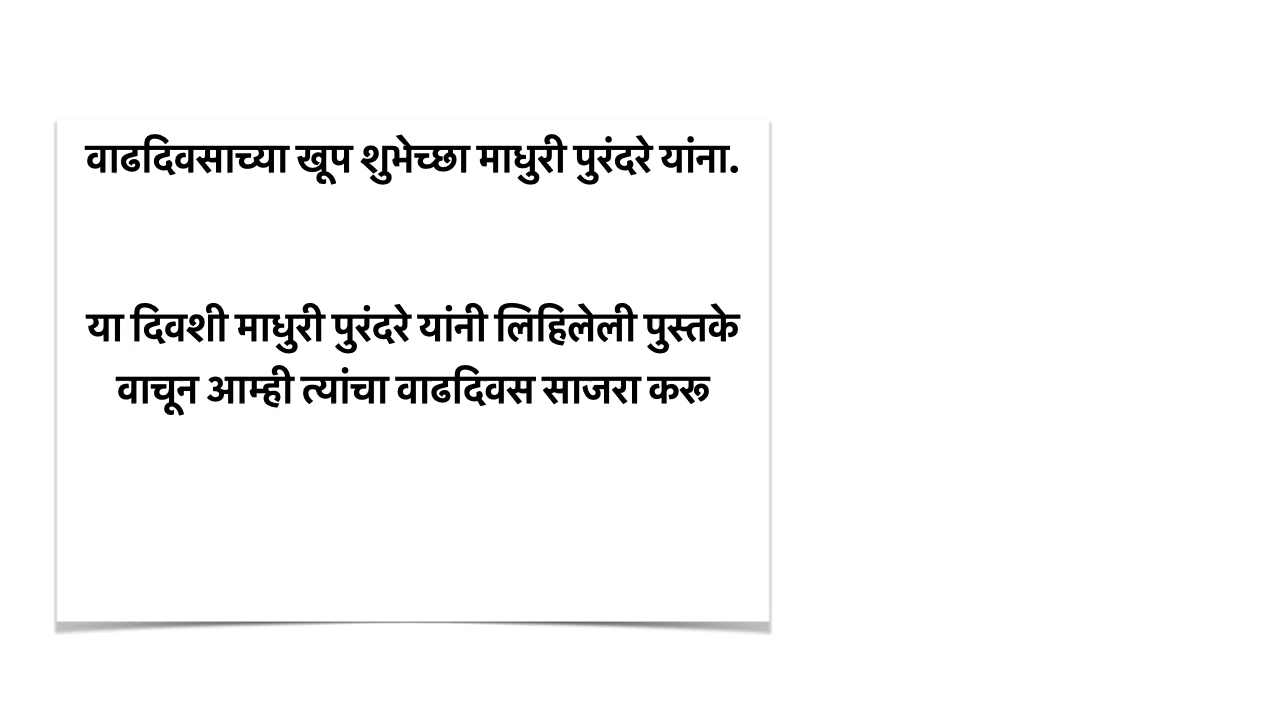 वाढदिवसाच्या खूप शुभेच्छा माधुरी पुरंदरे यांना.
या दिवशी माधुरी पुरंदरे यांनी लिहिलेली पुस्तके
वाचून आम्ही त्यांचा वाढदिवस साजरा करू